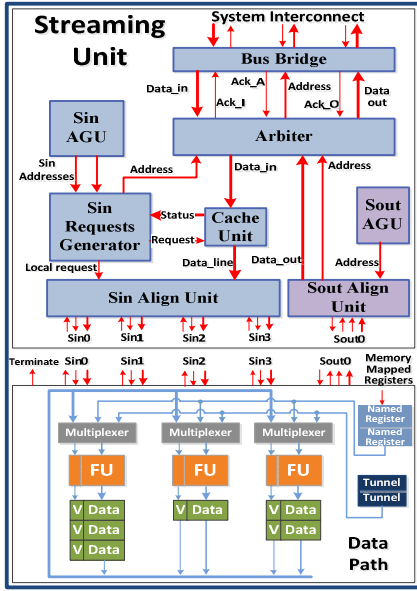 Streaming
Unit
System Interconnect
Bus Bridge
Data_in
Ack_I
Ack_A
Address
Ack_O
Data
out
Arbiter
Sin
AGU
Sin
Addresses
Address
Data_in
Address
Sout
AGU
Sin
Requests
Generator
Status
Request
Cache
Unit
Local request
Data_line
Data_out
Address
Sin Align Unit
Sout Align
Unit
Sin0
Sin1
Sin2
Sin3
Sout0
Terminate
Sin0
Sin1
Sin2
Sin3
Sout0
Memory
Mapped
Registers
Multiplexer
Multiplexer
Multiplexer
Named
Register
Named
Register
FU
FU
FU
Tunnel
Tunnel
V Data
V Data
V Data
V Data
V Data
V Data
Data
Path